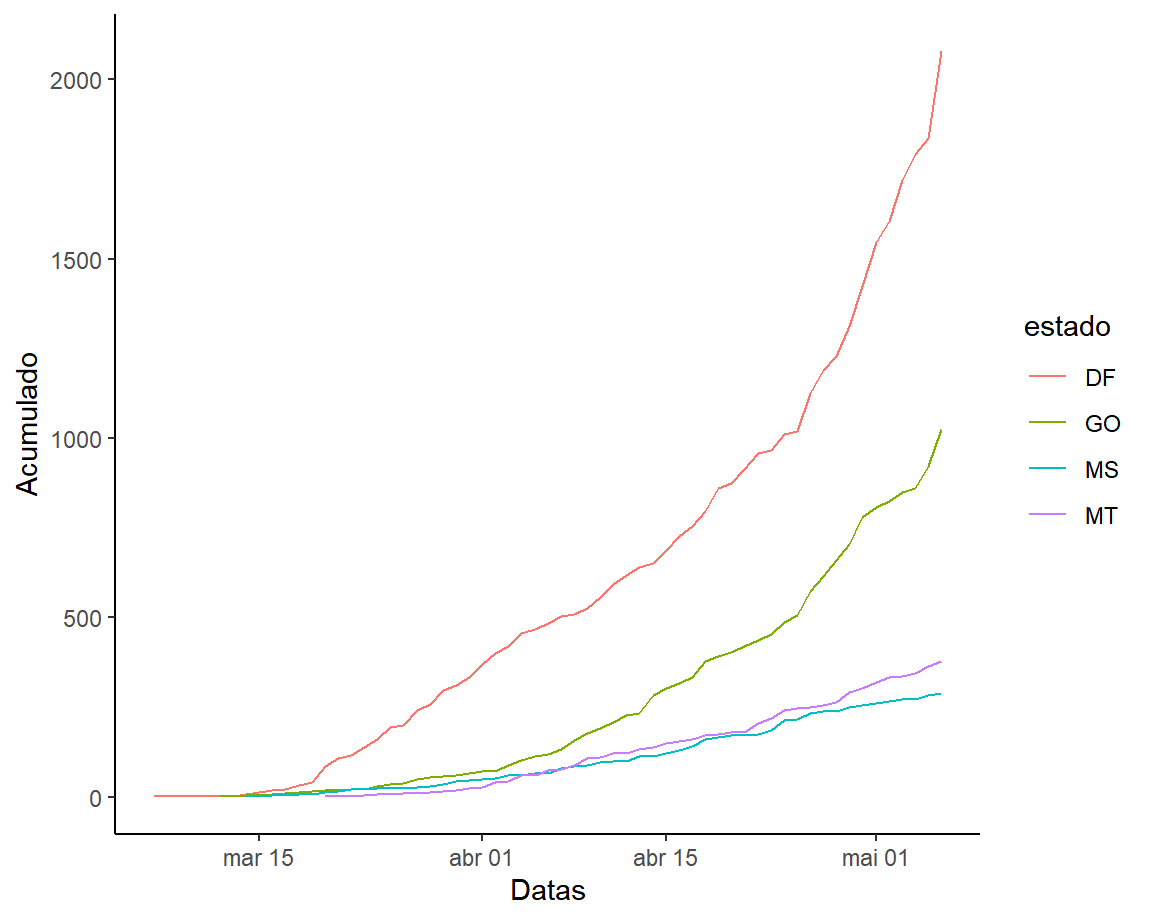 Acumulado
2000
1500
1000
500
0
mar 15
abr 01
abr 15
mai 01
Datas
estado
DF
GO
MS
MT